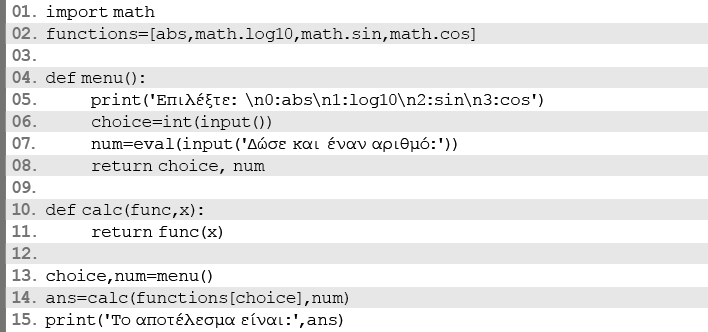 01. import math
02. functions=[abs,math.log10,math.sin,math.cos]
03.
04. def menu():
05.     print('Επιλέξτε: \n0:abs\n1:log10\n2:sin\n3:cos')
06.     choice=int(input())
07.     num=eval(input('Δώσε και έναν αριθμό:'))
08.     return choice, num
09.
10. def calc(func,x):
11.     return func(x)
12.
13. choice,num=menu()
14. ans=calc(functions[choice],num)
15. print('Το αποτέλεσμα είναι:',ans)